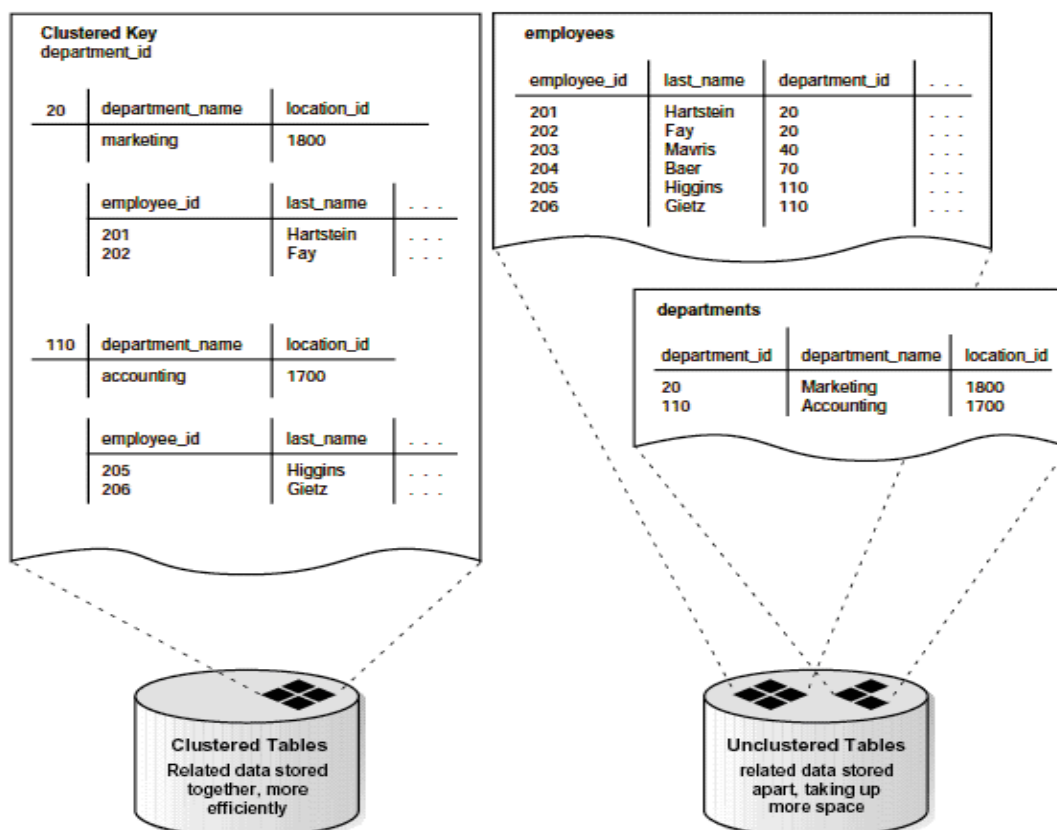 Clustered Key
department_id
20 department_name location_id
marketing 1800
employee_id last_name . . .
201 Hartstein . . .
202 Fay . . .
110 department_name location_id
accounting 1700
employee_id last_name . . .
205 Higgins . . .
206 Gietz . . .
Clustered Tables
Related data stored
together, more
efficiently
employees
employee_id last_name department_id . . .
201 Hartstein 20 . . .
202 Fay 20 . . .
203 Mavris 40 . . .
204 Baer 70 . . .
205 Higgins 110 . . .
206 Gietz 110 . . .
departments
department_id department_name location_id
20 Marketing 1800
110 Accounting 1700
Unclustered Tables
related data stored
apart, taking up
more space